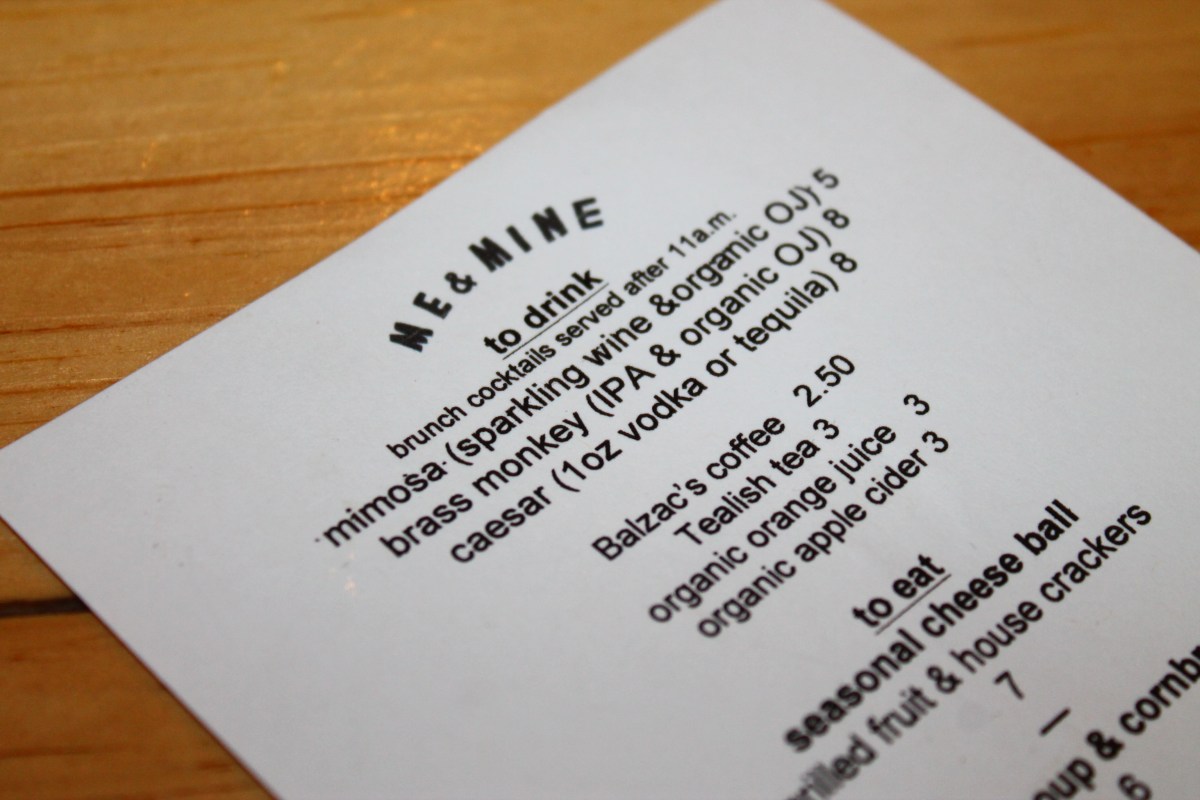 ME & MINE
to drink
brunch cocktails served after 11a.m.
mimosa (sparkling wine &organic OJ) 5
brass monkey (IPA & organic OJ) 8
caesar (1oz vodka or tequila) 8
Balzac's coffee 2.50
Tealish tea 3
organic orange juice 3
organic apple cider 3
to eat
seasonal cheese ball
fruit & house crackers
7
—
&
6